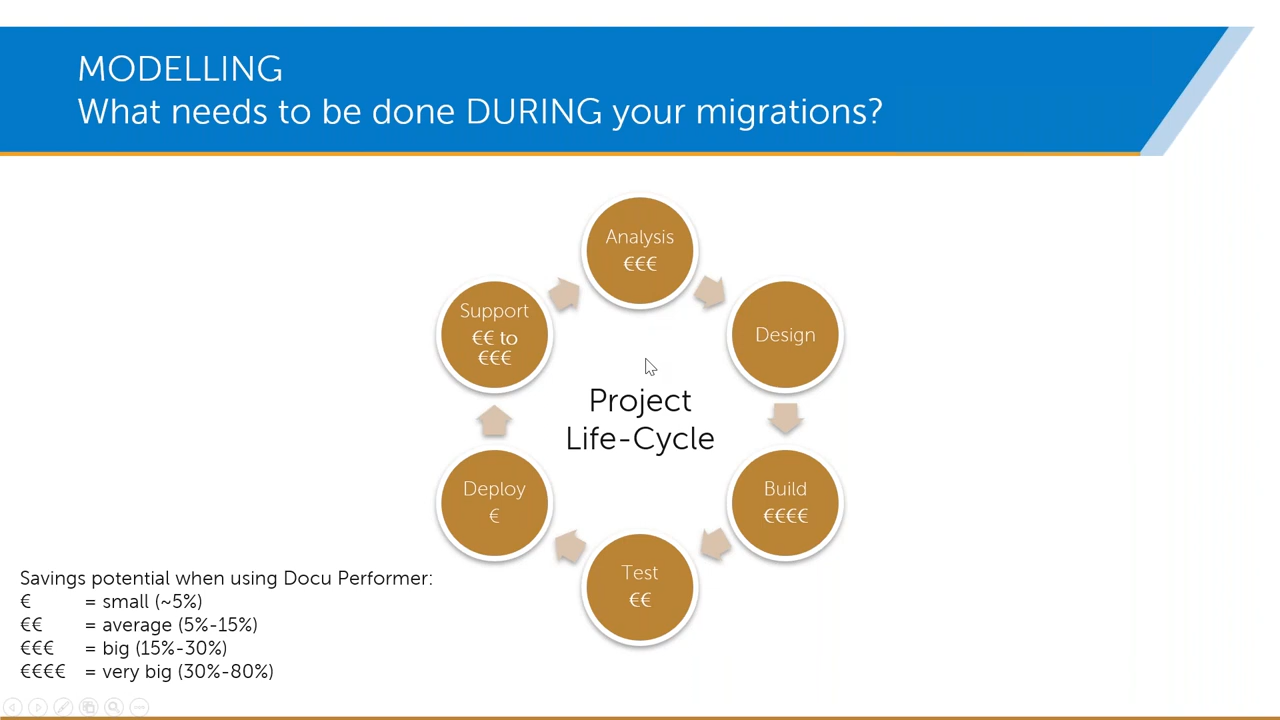 MODELLING
What needs to be done DURING your migrations?
Analysis
€€€
Design
Build
€€€€
Test
€€
Deploy
€
Support
€€ to
€€€
Project
Life-Cycle
Savings potential when using Docu Performer:
€ = small (~5%)
€€ = average (5%-15%)
€€€ = big (15%-30%)
€€€€ = very big (30%-80%)